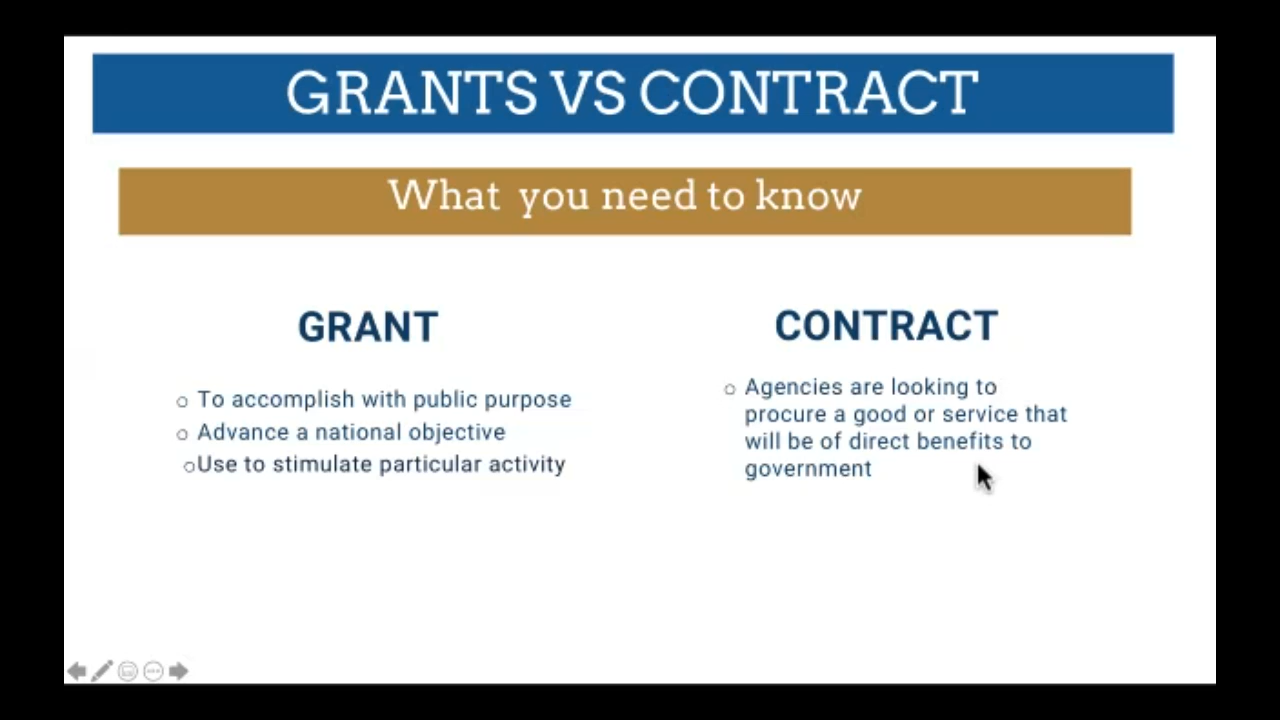 GRANTS VS CONTRACT
What you need to know
GRANT
To accomplish with public purpose
Advance a national objective
Use to stimulate particular activity
CONTRACT
Agencies are looking to
procure a good or service that
will be of direct benefits to
government